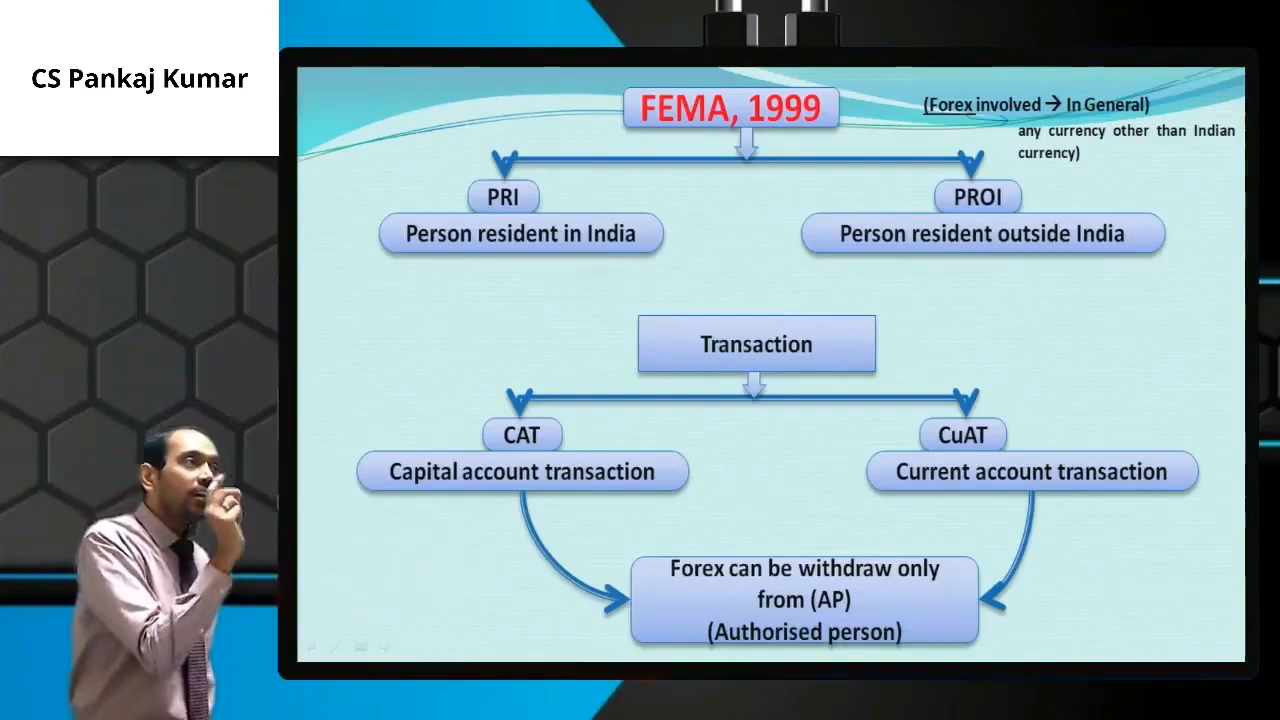 CS Pankaj Kumar
FEMA, 1999
(Forex involved → In General)
any currency other than Indian
currency)
PRI
PROI
Person resident in India
Person resident outside India
Transaction
CAT
CuAT
Capital account transaction
Current account transaction
Forex can be withdraw only
from (AP)
(Authorised person)